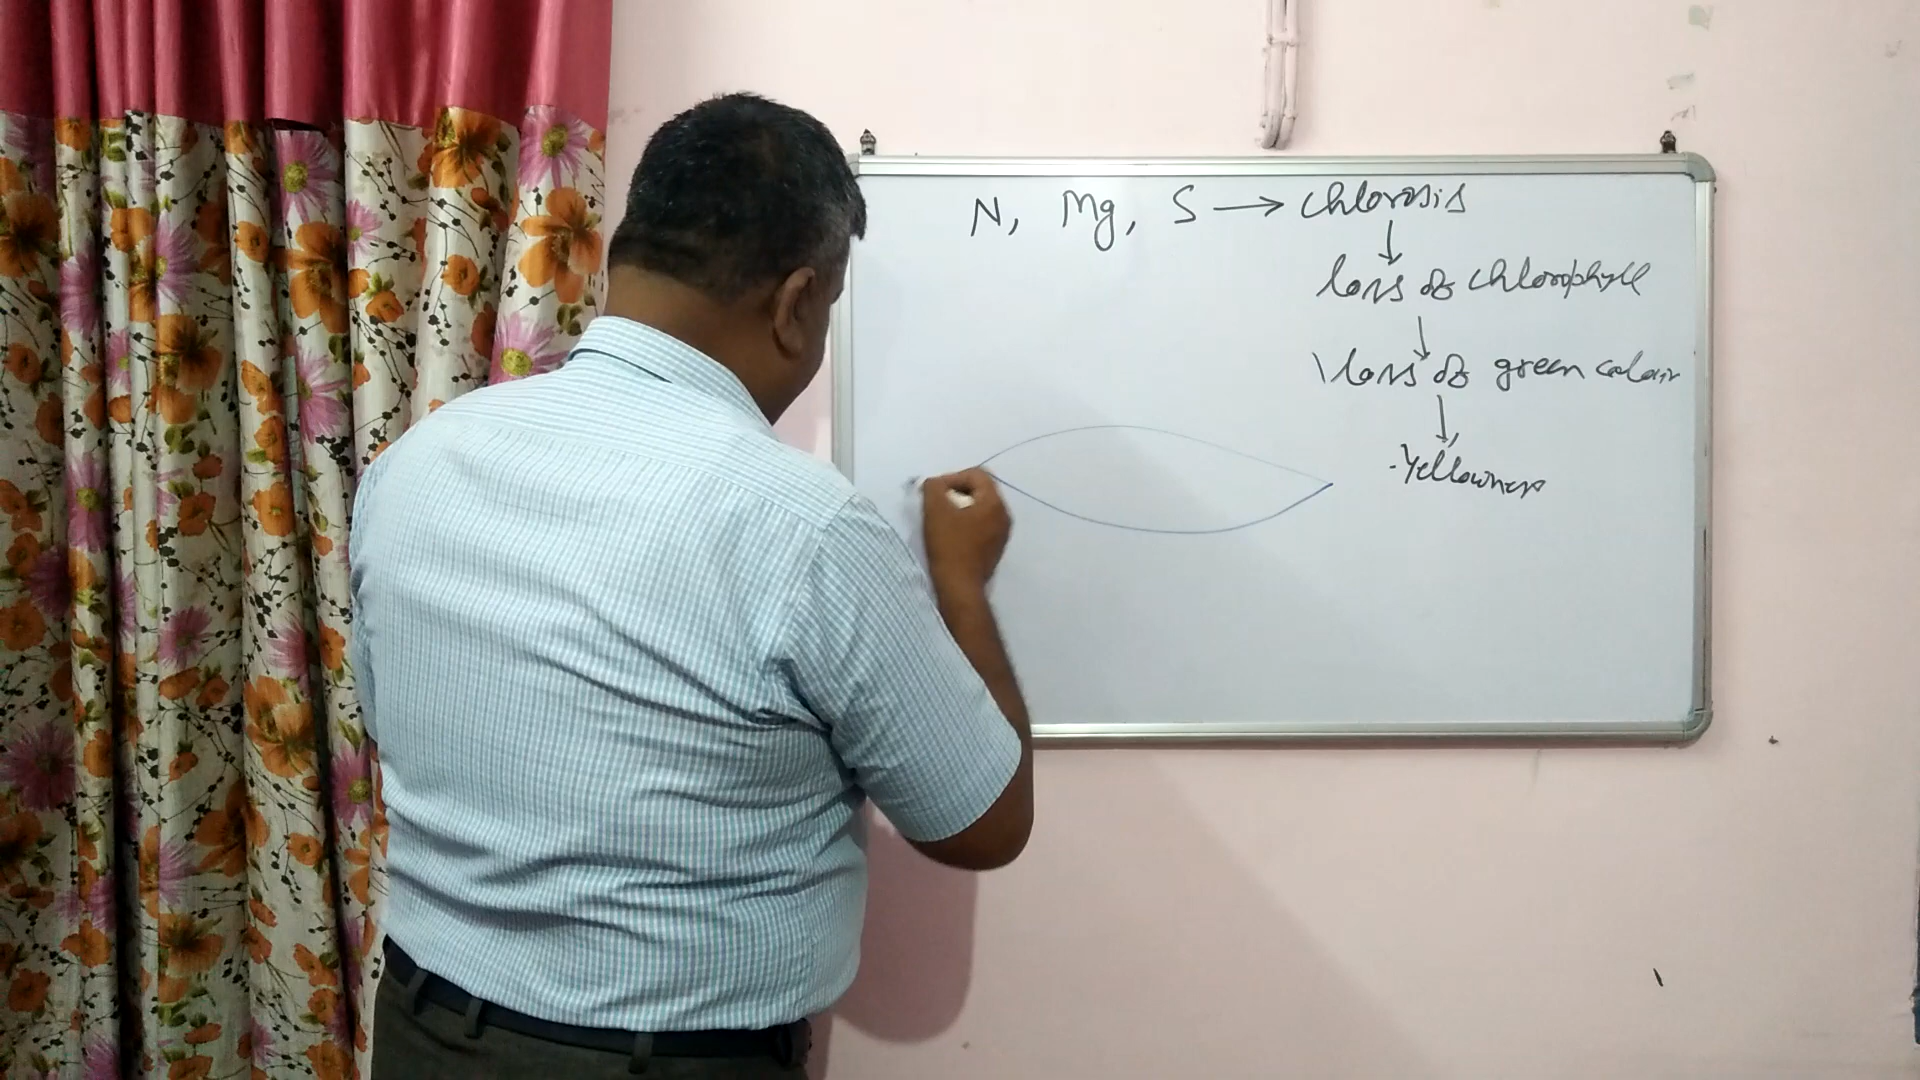 N, Mg, S → chlorosis
↓
loss of chlorophyll
↓
loss of green colour
↓
Yellowness